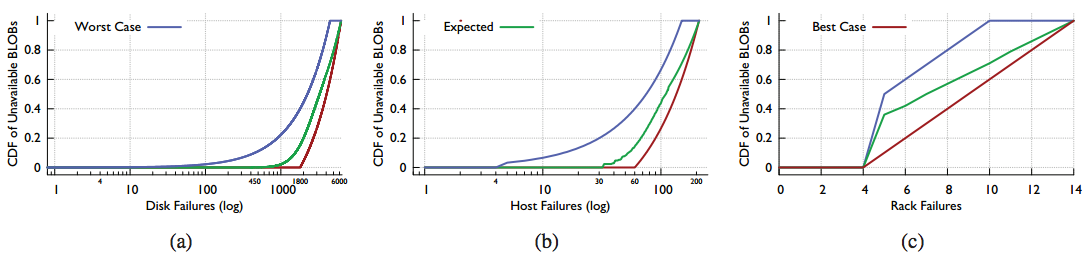 CDF of Unavailable BLOBs
1
0.8
0.6
0.4
0.2
0
Worst Case
1 4 10 100 450 1000 1800 6000
Disk Failures (log)
(a)
CDF of Unavailable BLOBs
1
0.8
0.6
0.4
0.2
0
Expected
1 4 10 30 60 100 200
Host Failures (log)
(b)
CDF of Unavailable BLOBs
1
0.8
0.6
0.4
0.2
0
Best Case
0 2 4 6 8 10 12 14
Rack Failures
(c)